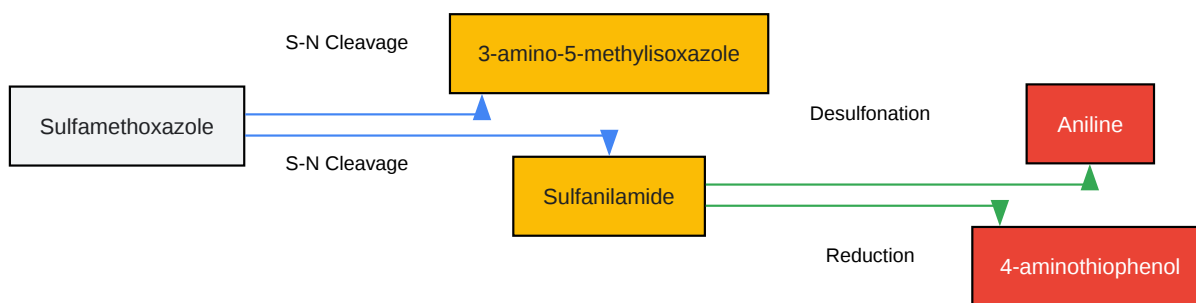 S-N Cleavage
3-amino-5-methylisoxazole
Sulfamethoxazole
S-N Cleavage
Sulfanilamide
Desulfonation
Aniline
Reduction
4-aminothiophenol